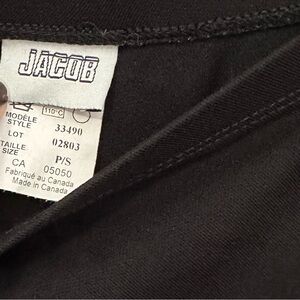 JACOB
110°C
MODÈLE
STYLE 33490
LOT 02803
TAILLE
SIZE P/S
CA 05050
Fabriqué au Canada
Made in Canada